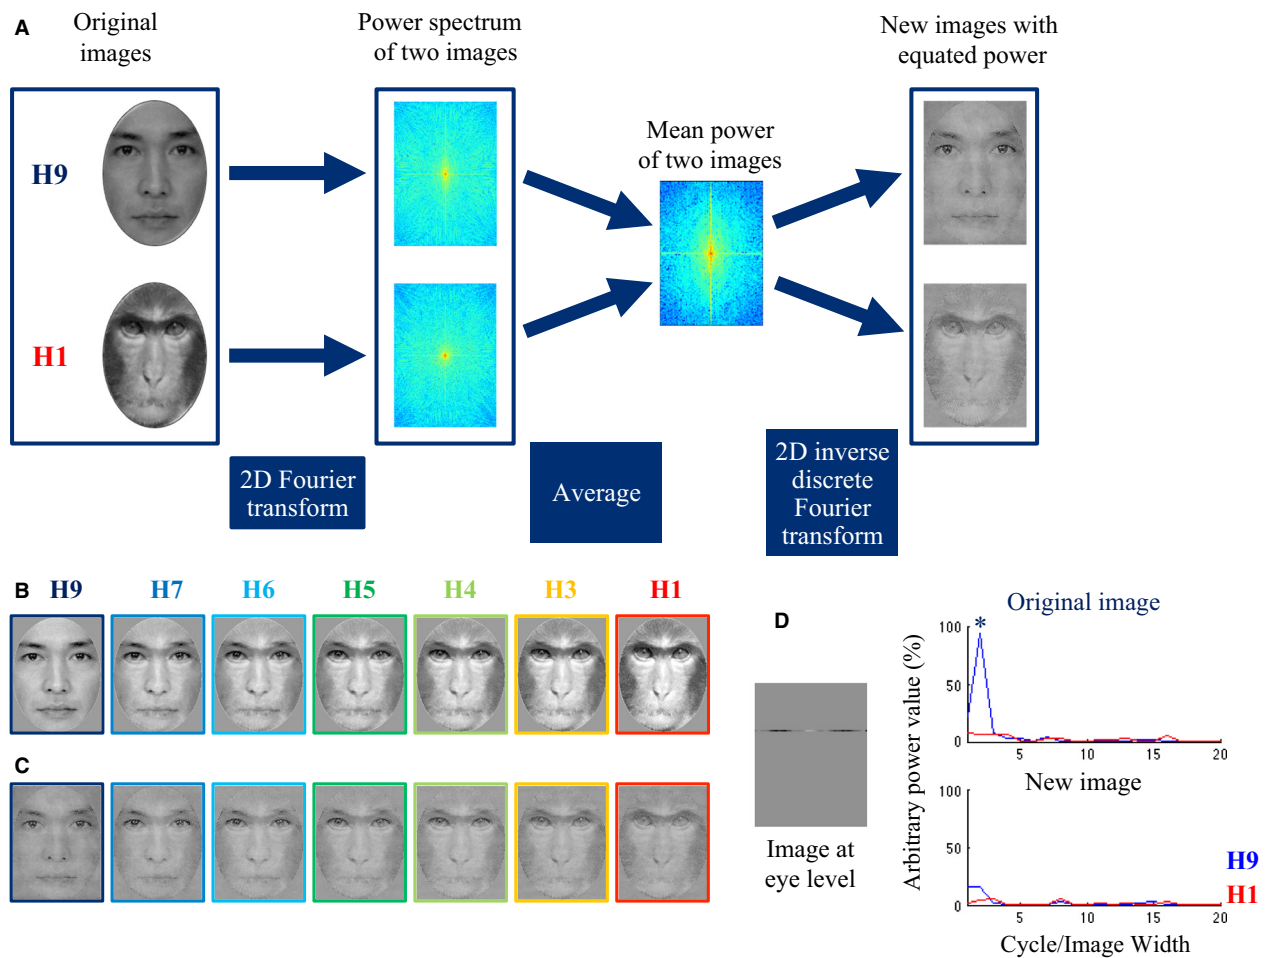 A
Original
images
Power spectrum
of two images
New images with
equated power
Mean power
of two images
H9
H1
2D Fourier
transform
Average
2D inverse
discrete
Fourier
transform
B
H9 H7 H6 H5 H4 H3 H1
C
D
Image at
eye level
Original image
Arbitrary power value (%)
100
*
50
0
5 10 15 20
New image
100
50
0
5 10 15 20
H9
H1
Cycle/Image Width